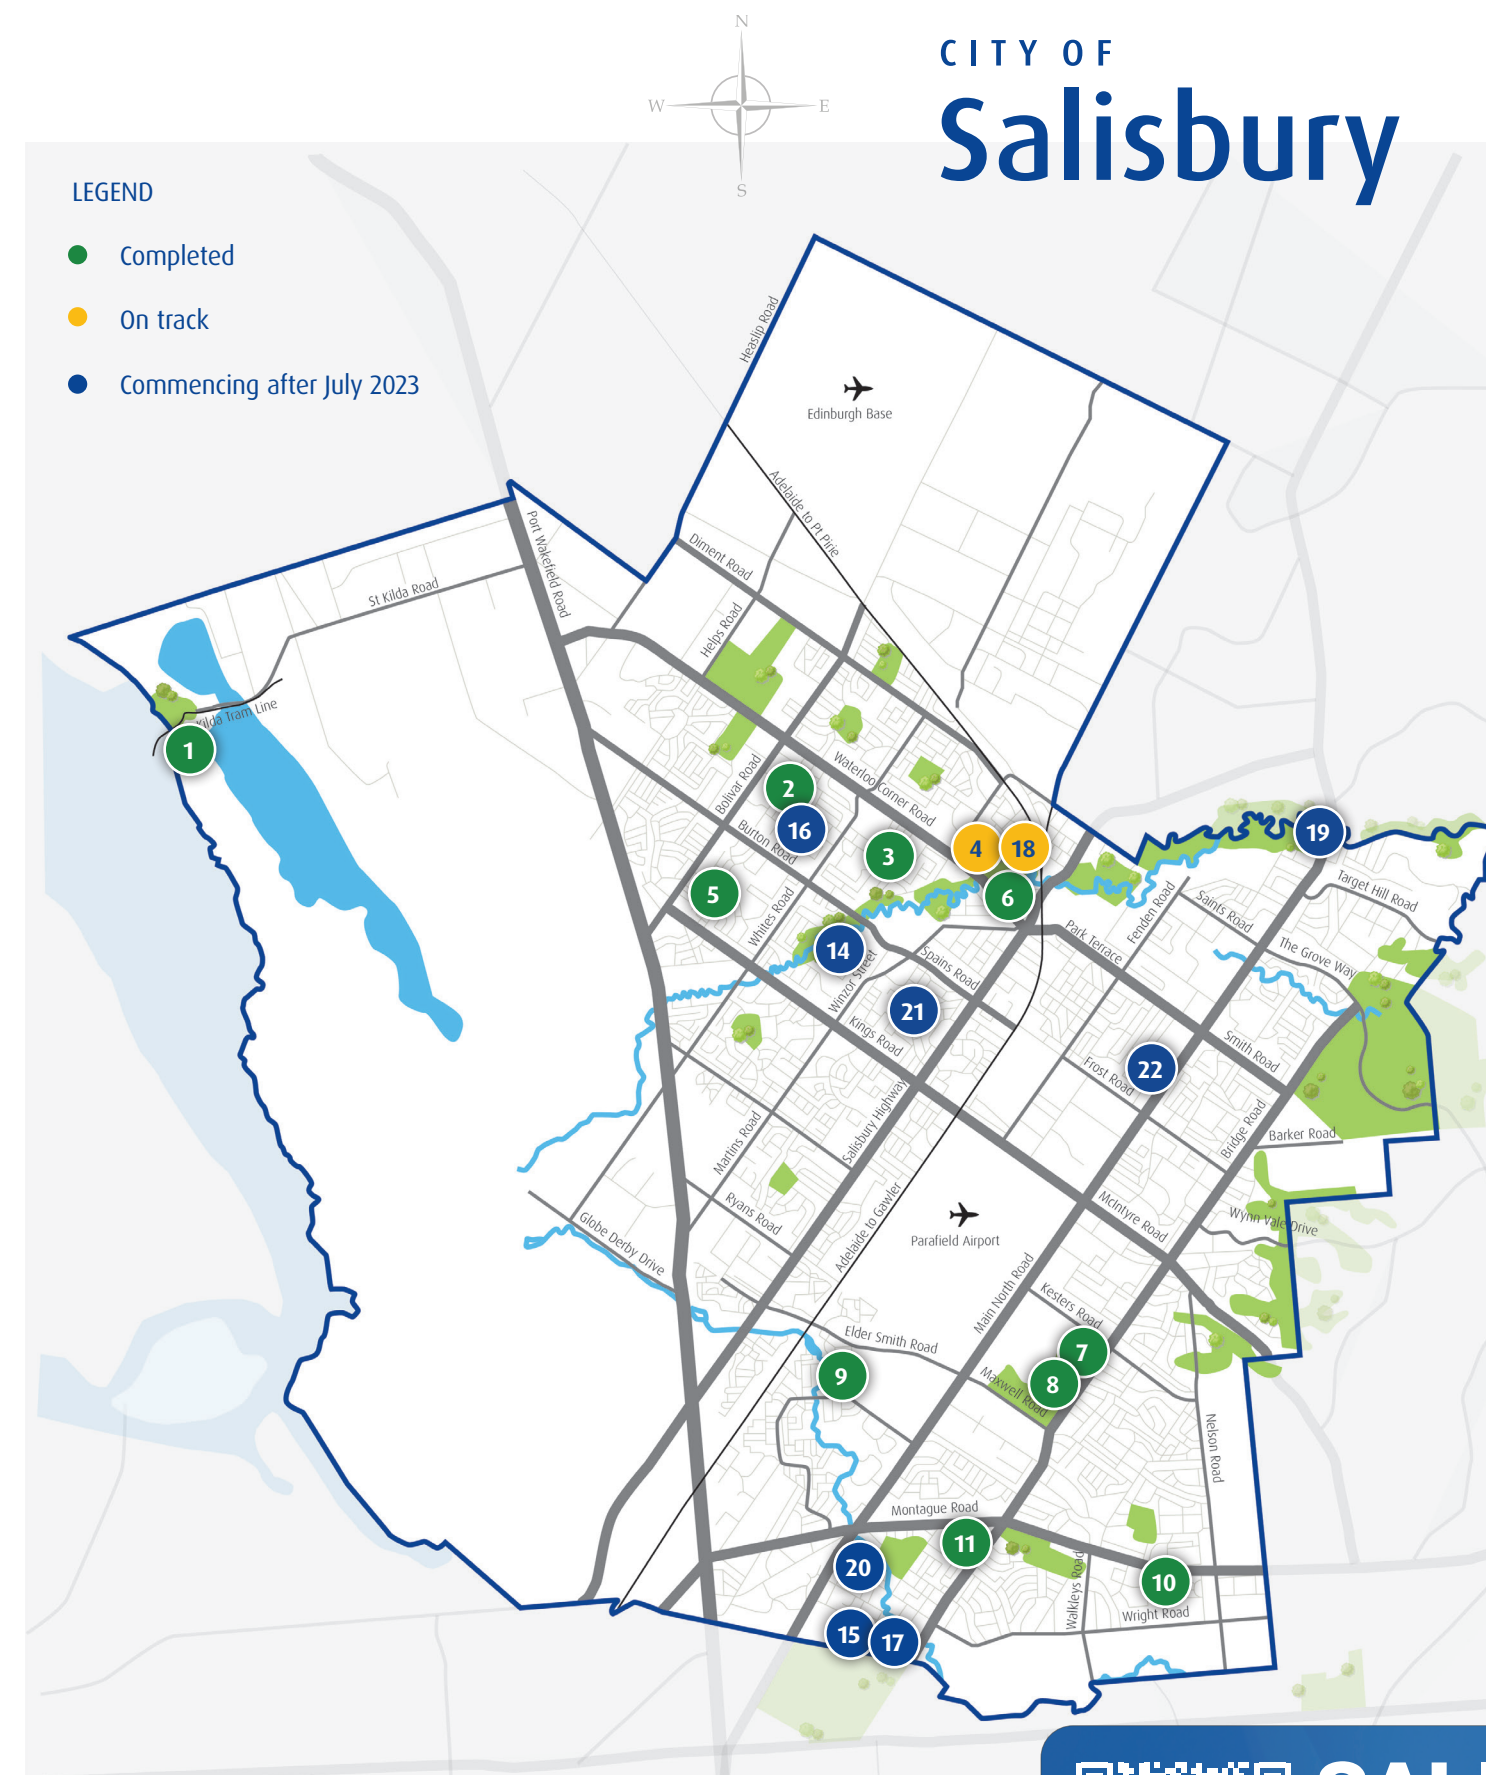 N
W
E
S
CITY OF
Salisbury
LEGEND
Completed
On track
Commencing after July 2023
Heaslip Road
Edinburgh Base
Adelaide to Pt Pirie
Port Wakefield Road
Diment Road
St Kilda Road
Helps Road
Kilda Tram Line
1
Bolivar Road
Waterloo Corner Road
2
16
Burton Road
3
4
18
19
5
6
Target Hill Road
Whites Road
Fenden Road
Saints Road
14
Park Terrace
The Grove Way
Spains Road
Winzor Street
21
Kings Road
Smith Road
22
Frost Road
Salisbury Highway
Martins Road
Bridge Road
Barker Road
Ryans Road
McIntyre Road
Wynn Vale Drive
Globe Derby Drive
Adelaide to Gawler
Parafield Airport
Main North Road
Kesters Road
Elder Smith Road
7
9
8
Maxwell Road
Nelson Road
Montague Road
11
20
10
Walkleys Road
Wright Road
15
17